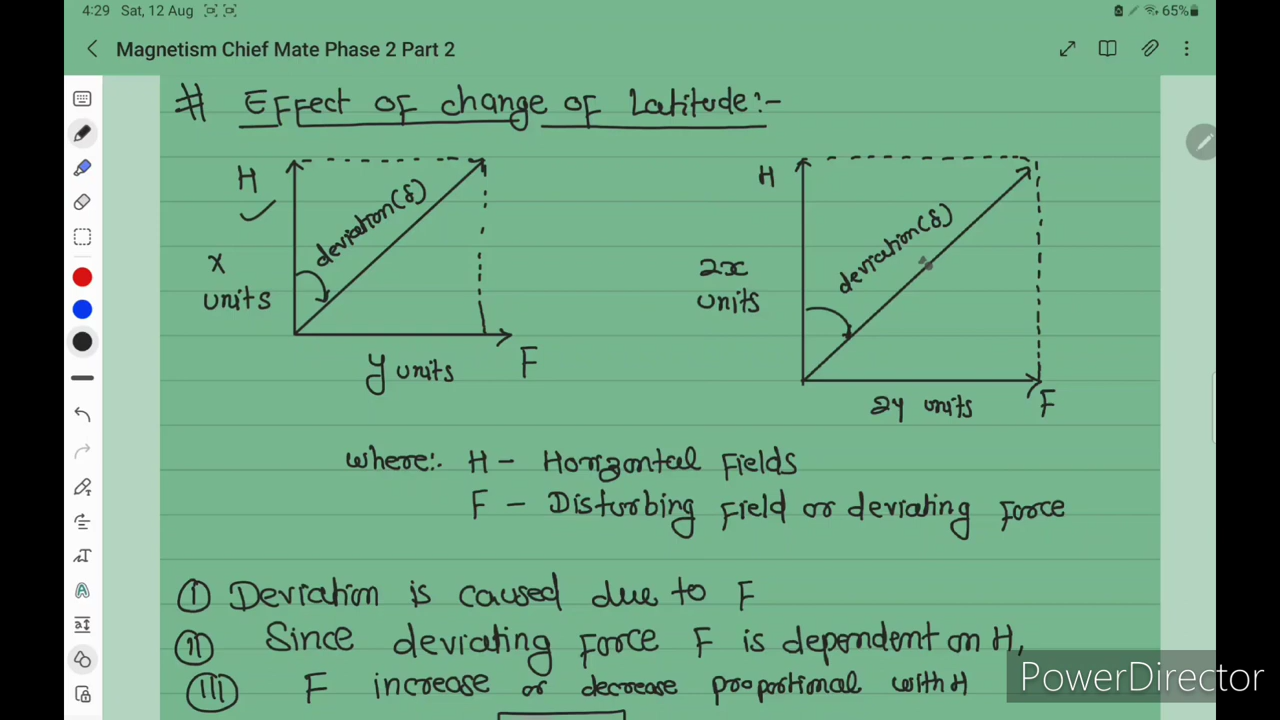 4:29 Sat, 12 Aug 65%
Magnetism Chief Mate Phase 2 Part 2
# Effect of change of Latitude:-
H
deviation(δ)
x
units
y units
F
H
deviation(δ)
2x
units
2y units
F
where:- H - Horizontal Fields
F - Disturbing Field or deviating Force
I Deviation is caused due to F
II Since deviating Force F is dependent on H,
III F increase or decrease proportional with H
PowerDirector